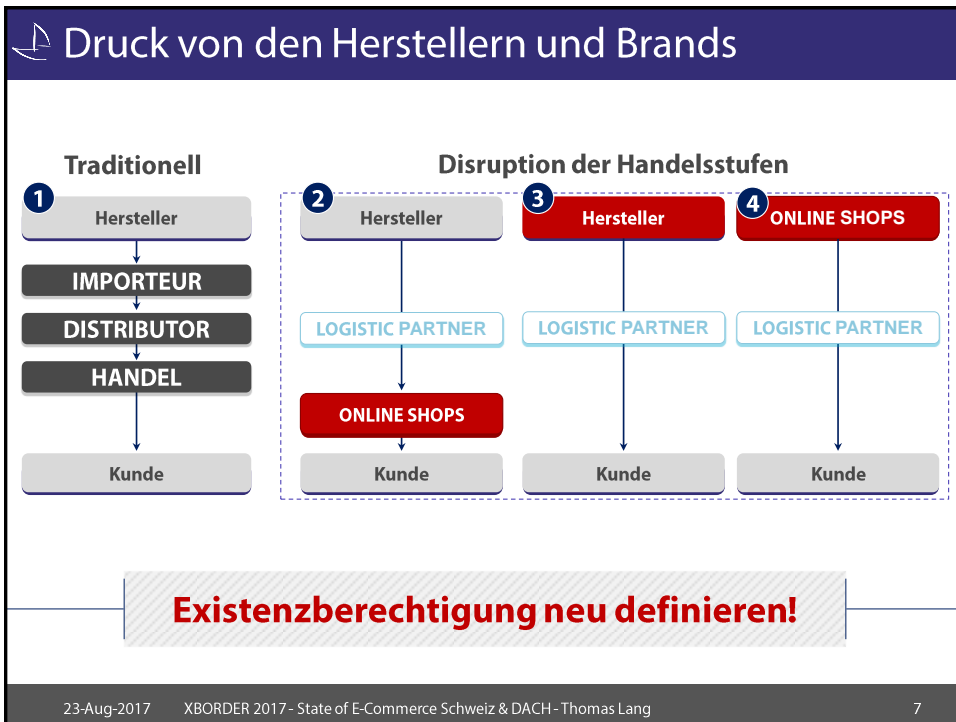 Druck von den Herstellern und Brands
Traditionell
Disruption der Handelsstufen
1
Hersteller
IMPORTEUR
DISTRIBUTOR
HANDEL
Kunde
2
Hersteller
LOGISTIC PARTNER
ONLINE SHOPS
Kunde
3
Hersteller
LOGISTIC PARTNER
Kunde
4
ONLINE SHOPS
LOGISTIC PARTNER
Kunde
Existenzberechtigung neu definieren!
23-Aug-2017 XBORDER 2017 - State of E-Commerce Schweiz & DACH - Thomas Lang 7